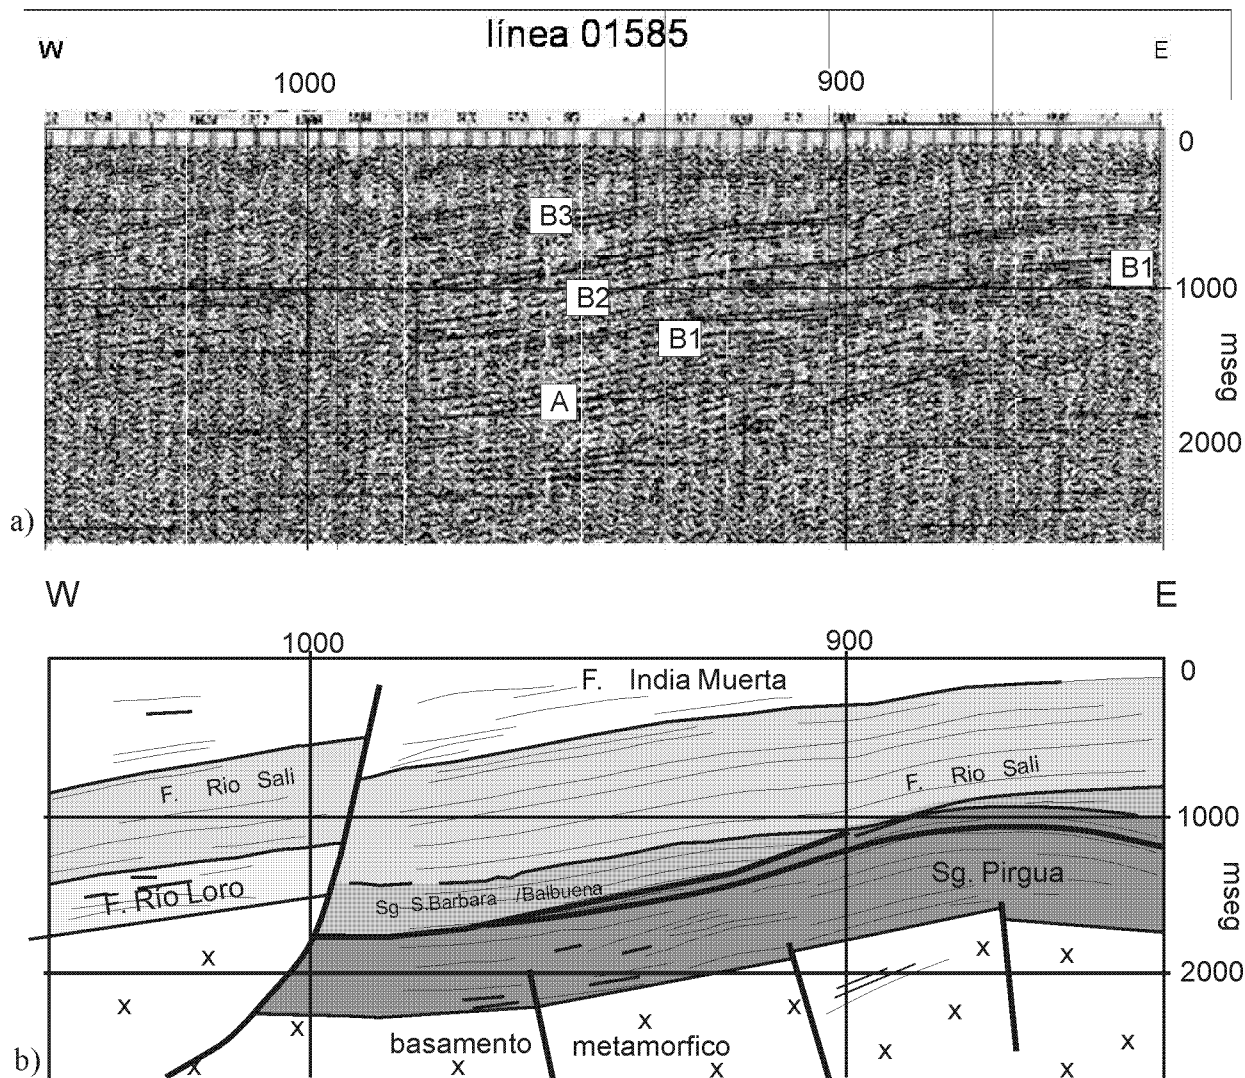 línea 01585
W E
1000 900
0
B3
B1
B2
1000
B1
mseg
A
2000
a)
W E
1000 900
0
F. India Muerta
F. Rio Sali
F. Rio Sali
1000
Sg. Pirgua
F. Río Loro
Sg S.Barbara /Balbuena
mseg
x x x
2000
x x x x
x x
basamento metamorfico
x x
b)
x x x x